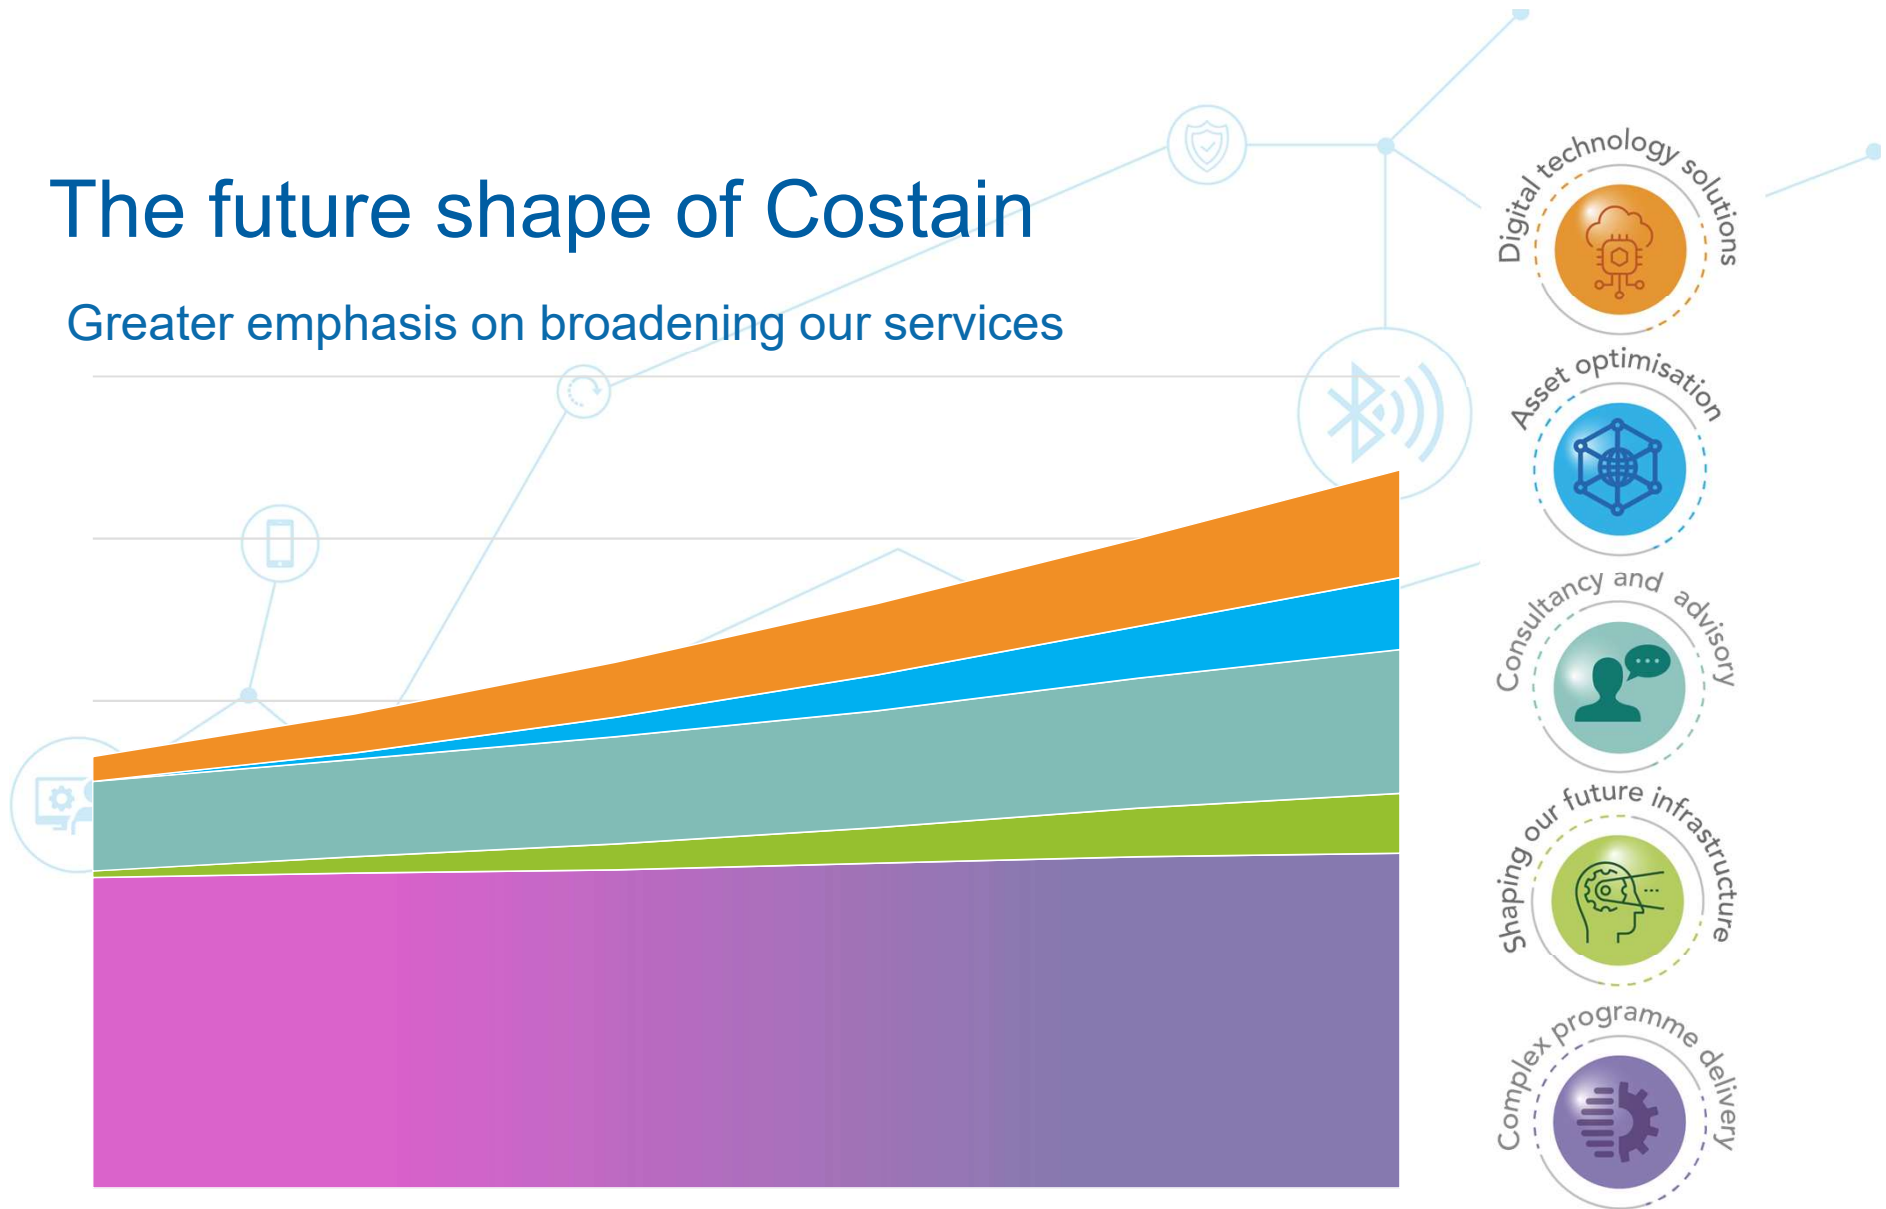 The future shape of Costain
Greater emphasis on broadening our services
Digital technology solutions
Asset optimisation
Consultancy and advisory
Shaping our future infrastructure
Complex programme delivery